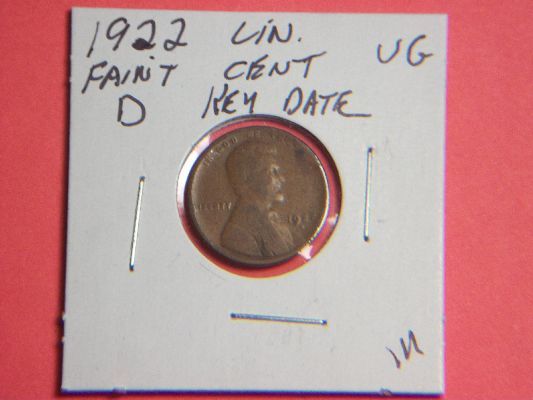 1922 LIN. VG
FAINT CENT
D KEY DATE
LIBERTY